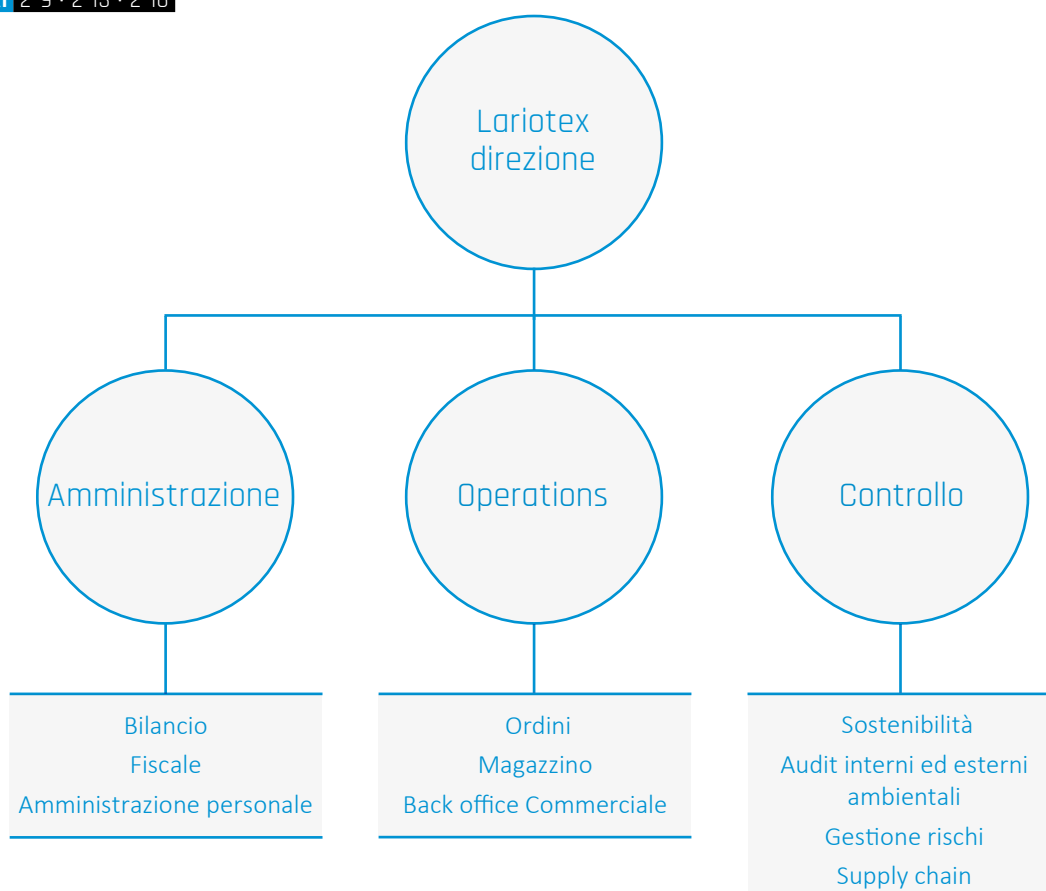 Lariotex
direzione
Amministrazione
Operations
Controllo
Bilancio
Fiscale
Amministrazione personale
Ordini
Magazzino
Back office Commerciale
Sostenibilità
Audit interni ed esterni
ambientali
Gestione rischi
Supply chain